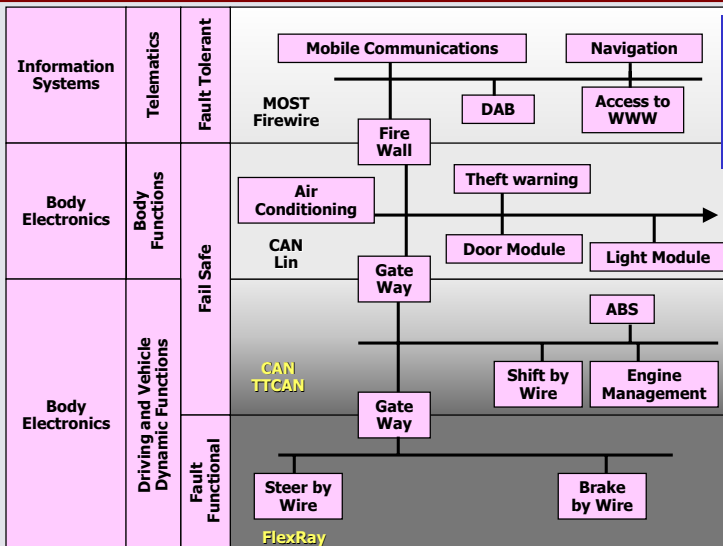 Information
Systems
Telematics
Fault Tolerant
Mobile Communications
Navigation
MOST
Firewire
DAB
Access to
WWW
Fire
Wall
Body
Electronics
Body
Functions
Fail Safe
Air
Conditioning
Theft warning
CAN
Lin
Door Module
Light Module
Gate
Way
Body
Electronics
Driving and Vehicle
Dynamic Functions
ABS
CAN
TTCAN
Shift by
Wire
Engine
Management
Gate
Way
Fault
Functional
Steer by
Wire
Brake
by Wire
FlexRay